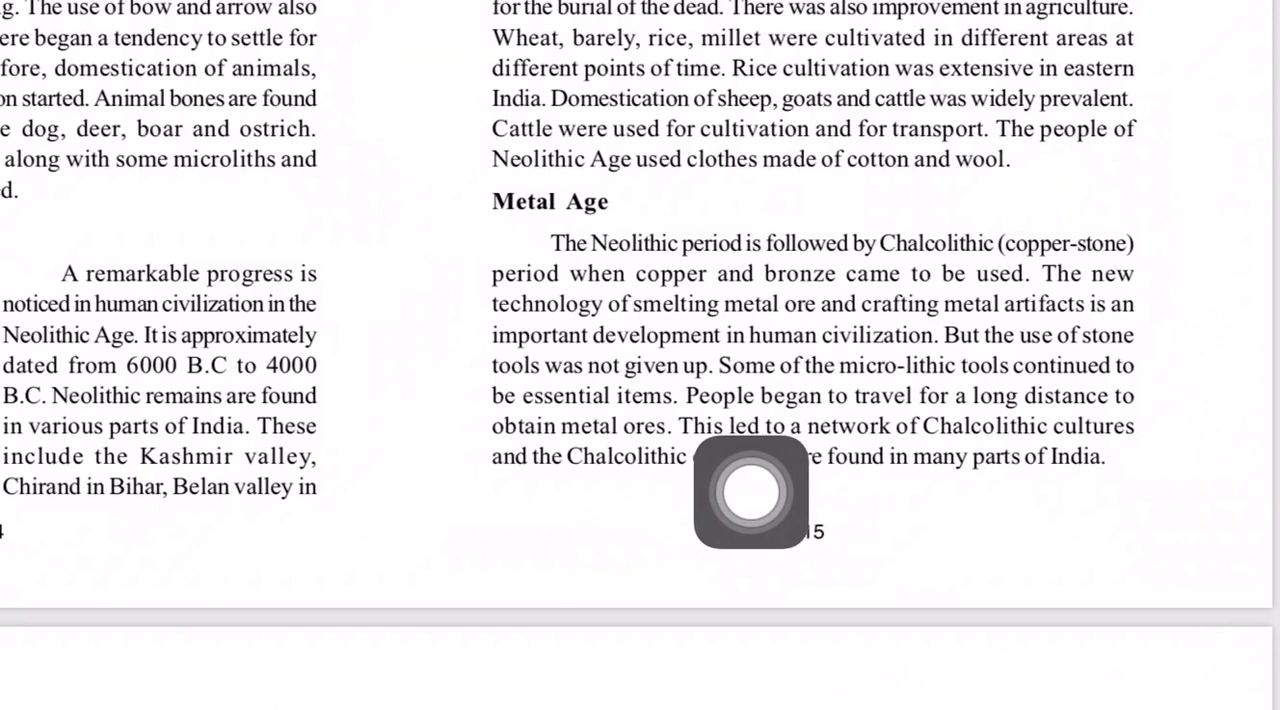 g. The use of bow and arrow also
ere began a tendency to settle for
fore, domestication of animals,
on started. Animal bones are found
e dog, deer, boar and ostrich.
along with some microliths and
d.
A remarkable progress is
noticed in human civilization in the
Neolithic Age. It is approximately
dated from 6000 B.C to 4000
B.C. Neolithic remains are found
in various parts of India. These
include the Kashmir valley,
Chirand in Bihar, Belan valley in
for the burial of the dead. There was also improvement in agriculture.
Wheat, barely, rice, millet were cultivated in different areas at
different points of time. Rice cultivation was extensive in eastern
India. Domestication of sheep, goats and cattle was widely prevalent.
Cattle were used for cultivation and for transport. The people of
Neolithic Age used clothes made of cotton and wool.
Metal Age
The Neolithic period is followed by Chalcolithic (copper-stone)
period when copper and bronze came to be used. The new
technology of smelting metal ore and crafting metal artifacts is an
important development in human civilization. But the use of stone
tools was not given up. Some of the micro-lithic tools continued to
be essential items. People began to travel for a long distance to
obtain metal ores. This led to a network of Chalcolithic cultures
and the Chalcolithic re found in many parts of India.
15